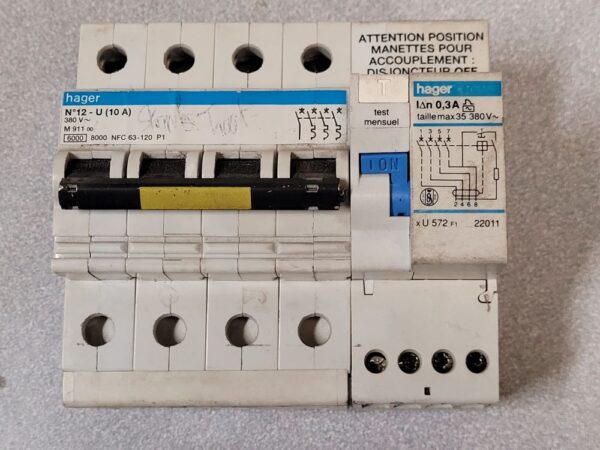 ATTENTION POSITION
MANETTES POUR
ACCOUPLEMENT :
DISJONCTEUR OFF
hager
N°12 - U (10 A)
380 V~
M 911 00
6000 8000 NFC 63-120 P1
T
test
mensuel
I ON
hager
I∆n 0,3A
taille max 35 380 V~
1 3 5 7
2 4 6 8
x U 572 F1 22011
hager